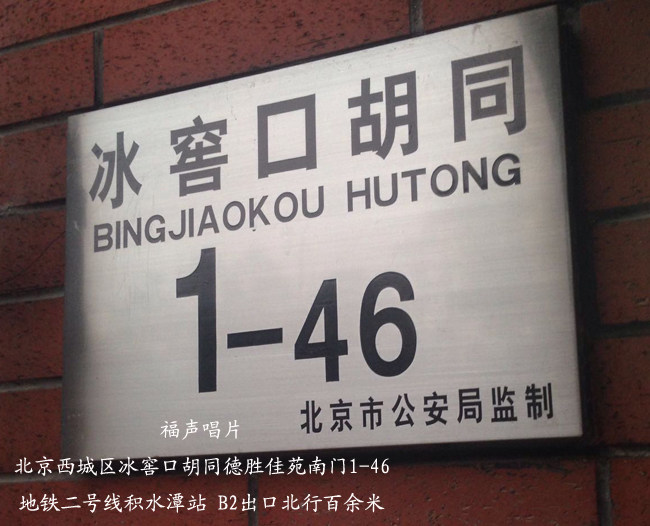 冰窖口胡同
BINGJIAOKOU HUTONG
1-46
北京市公安局监制
福声唱片
北京西城区冰窖口胡同德胜佳苑南门1-46
地铁二号线积水潭站 B2出口北行百余米